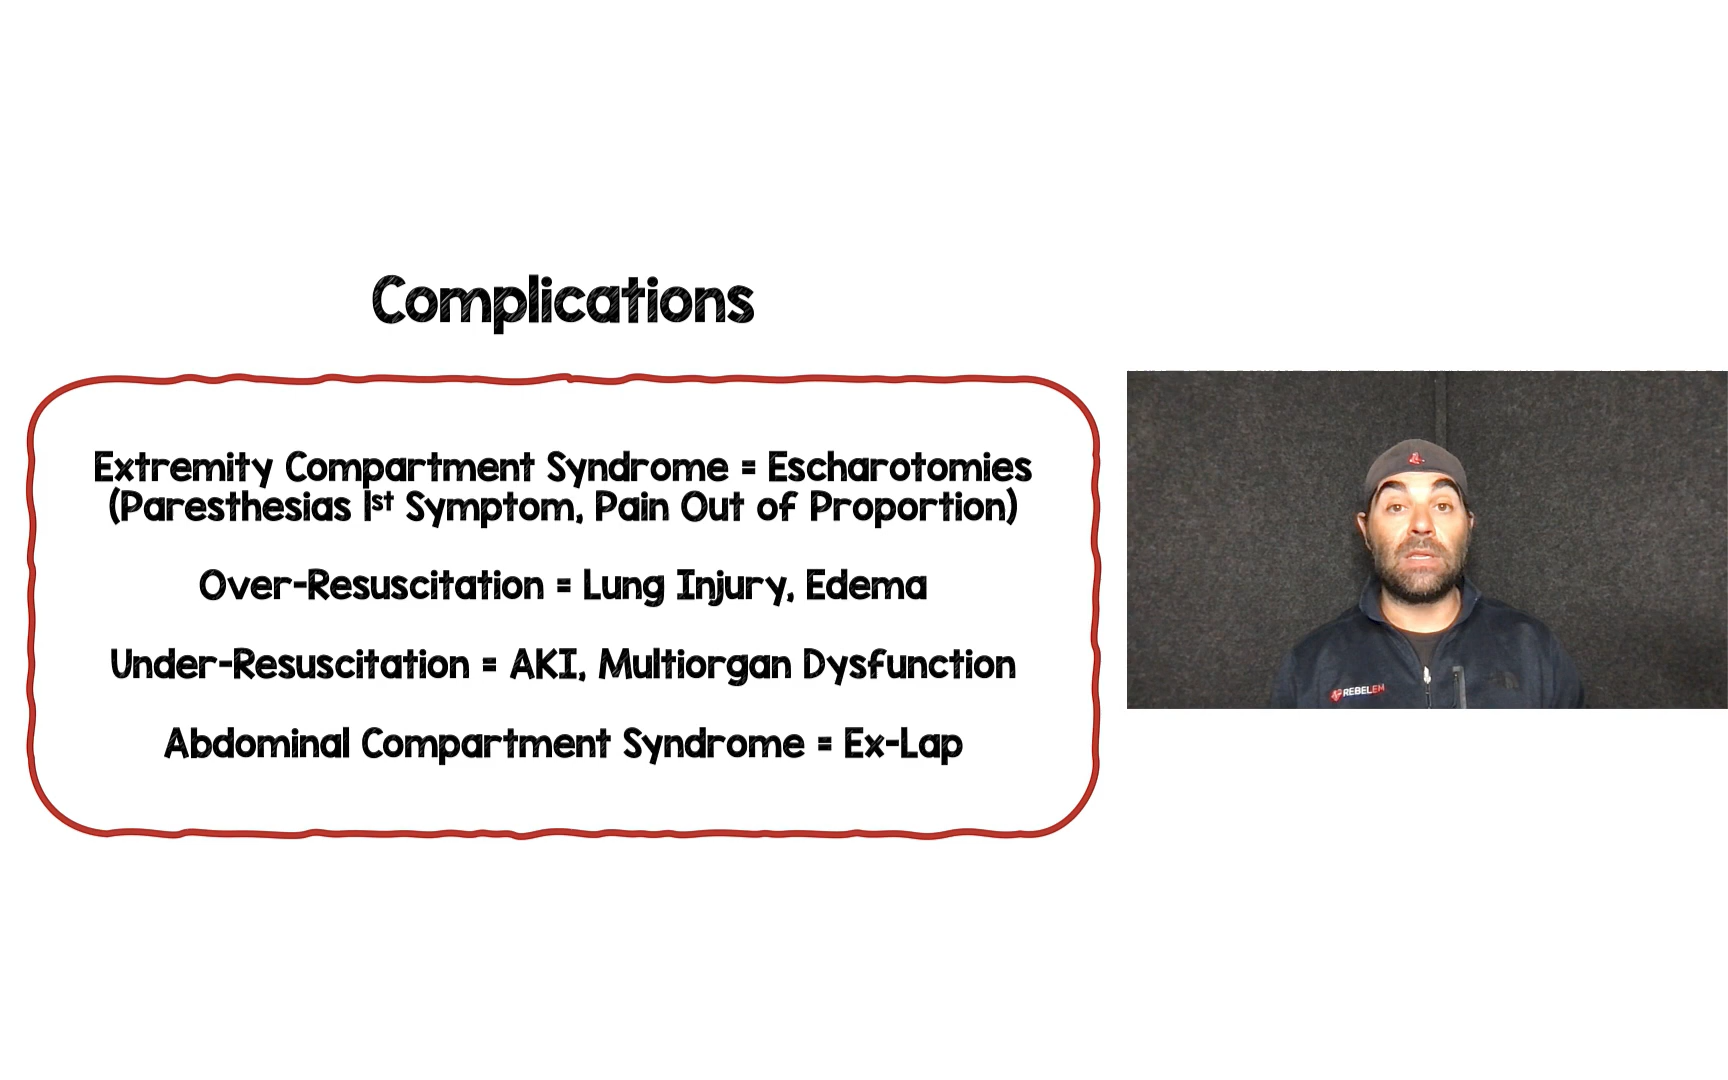 Complications
Extremity Compartment Syndrome = Escharotomies
(Paresthesias 1st Symptom, Pain Out of Proportion)
Over-Resuscitation = Lung Injury, Edema
Under-Resuscitation = AKI, Multiorgan Dysfunction
Abdominal Compartment Syndrome = Ex-Lap
REBELEM